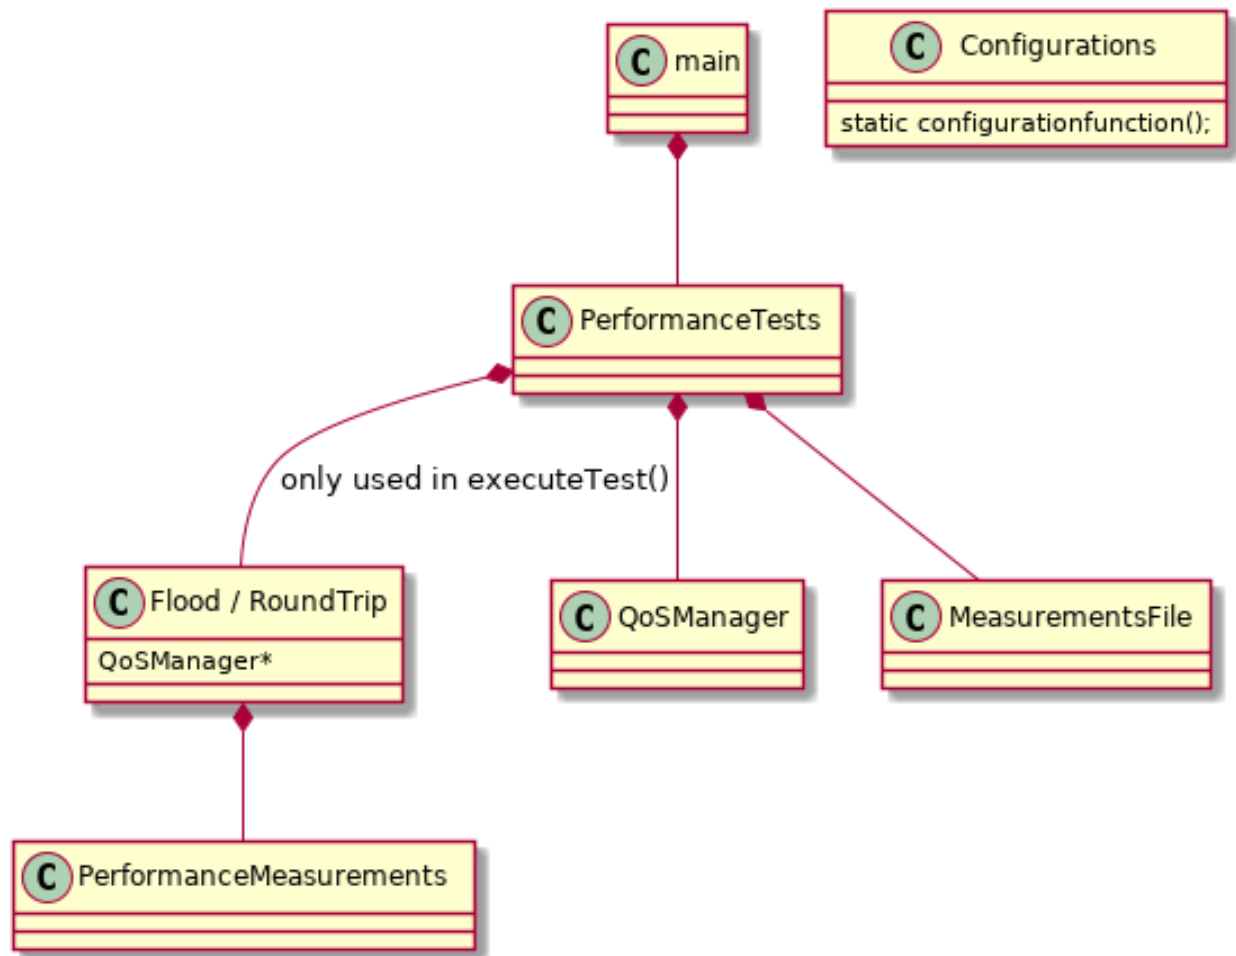 C main
C Configurations
static configurationfunction();
C PerformanceTests
only used in executeTest()
C Flood / RoundTrip
QoSManager*
C QoSManager
C MeasurementsFile
C PerformanceMeasurements